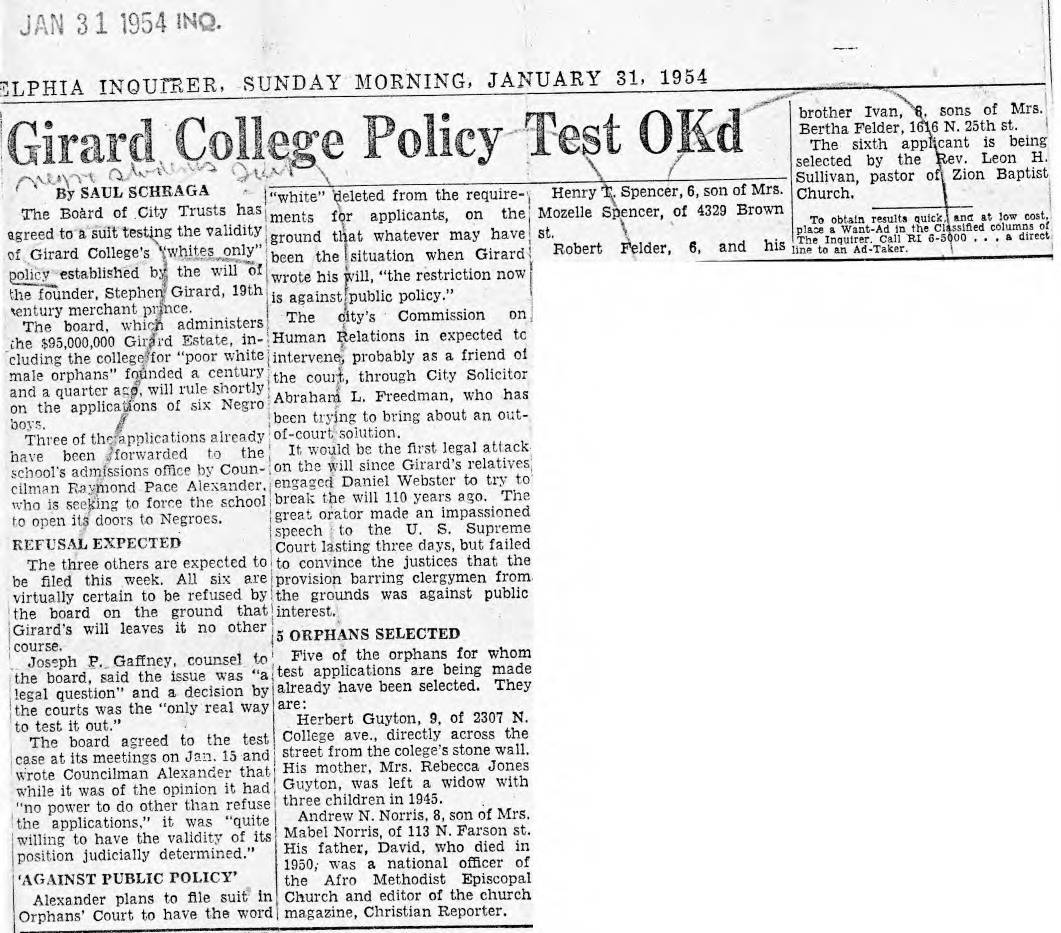 JAN 31 1954 INQ.
ELPHIA INQUIRER, SUNDAY MORNING, JANUARY 31, 1954
Girard College Policy Test OKd
negro students suit
By SAUL SCHRAGA
The Board of City Trusts has
agreed to a suit testing the validity
of Girard College's "whites only"
policy established by the will of
the founder, Stephen Girard, 19th
century merchant prince.
The board, which administers
the $95,000,000 Girard Estate, in-
cluding the college for "poor white
male orphans" founded a century
and a quarter ago, will rule shortly
on the applications of six Negro
boys.
Three of the applications already
have been forwarded to the
school's admissions office by Coun-
cilman Raymond Pace Alexander,
who is seeking to force the school
to open its doors to Negroes.
REFUSAL EXPECTED
The three others are expected to
be filed this week. All six are
virtually certain to be refused by
the board on the ground that
Girard's will leaves it no other
course.
Joseph P. Gaffney, counsel to
the board, said the issue was "a
legal question" and a decision by
the courts was the "only real way
to test it out."
The board agreed to the test
case at its meetings on Jan. 15 and
wrote Councilman Alexander that
while it was of the opinion it had
"no power to do other than refuse
the applications," it was "quite
willing to have the validity of its
position judicially determined."
'AGAINST PUBLIC POLICY'
Alexander plans to file suit in
Orphans' Court to have the word
"white" deleted from the require-
ments for applicants, on the
ground that whatever may have
been the situation when Girard
wrote his will, "the restriction now
is against public policy."
The city's Commission on
Human Relations in expected to
intervene, probably as a friend of
the court, through City Solicitor
Abraham L. Freedman, who has
been trying to bring about an out-
of-court solution.
It would be the first legal attack
on the will since Girard's relatives
engaged Daniel Webster to try to
break the will 110 years ago. The
great orator made an impassioned
speech to the U. S. Supreme
Court lasting three days, but failed
to convince the justices that the
provision barring clergymen from
the grounds was against public
interest.
5 ORPHANS SELECTED
Five of the orphans for whom
test applications are being made
already have been selected. They
are:
Herbert Guyton, 9, of 2307 N.
College ave., directly across the
street from the colege's stone wall.
His mother, Mrs. Rebecca Jones
Guyton, was left a widow with
three children in 1945.
Andrew N. Norris, 8, son of Mrs.
Mabel Norris, of 113 N. Farson st.
His father, David, who died in
1950, was a national officer of
the Afro Methodist Episcopal
Church and editor of the church
magazine, Christian Reporter.
Henry T. Spencer, 6, son of Mrs.
Mozelle Spencer, of 4329 Brown
st.
Robert Felder, 6, and his
brother Ivan, 8, sons of Mrs.
Bertha Felder, 1616 N. 25th st.
The sixth applicant is being
selected by the Rev. Leon H.
Sullivan, pastor of Zion Baptist
Church.
To obtain results quick, and at low cost,
place a Want-Ad in the Classified columns of
The Inquirer. Call RI 6-5000 . . . a direct
line to an Ad-Taker.